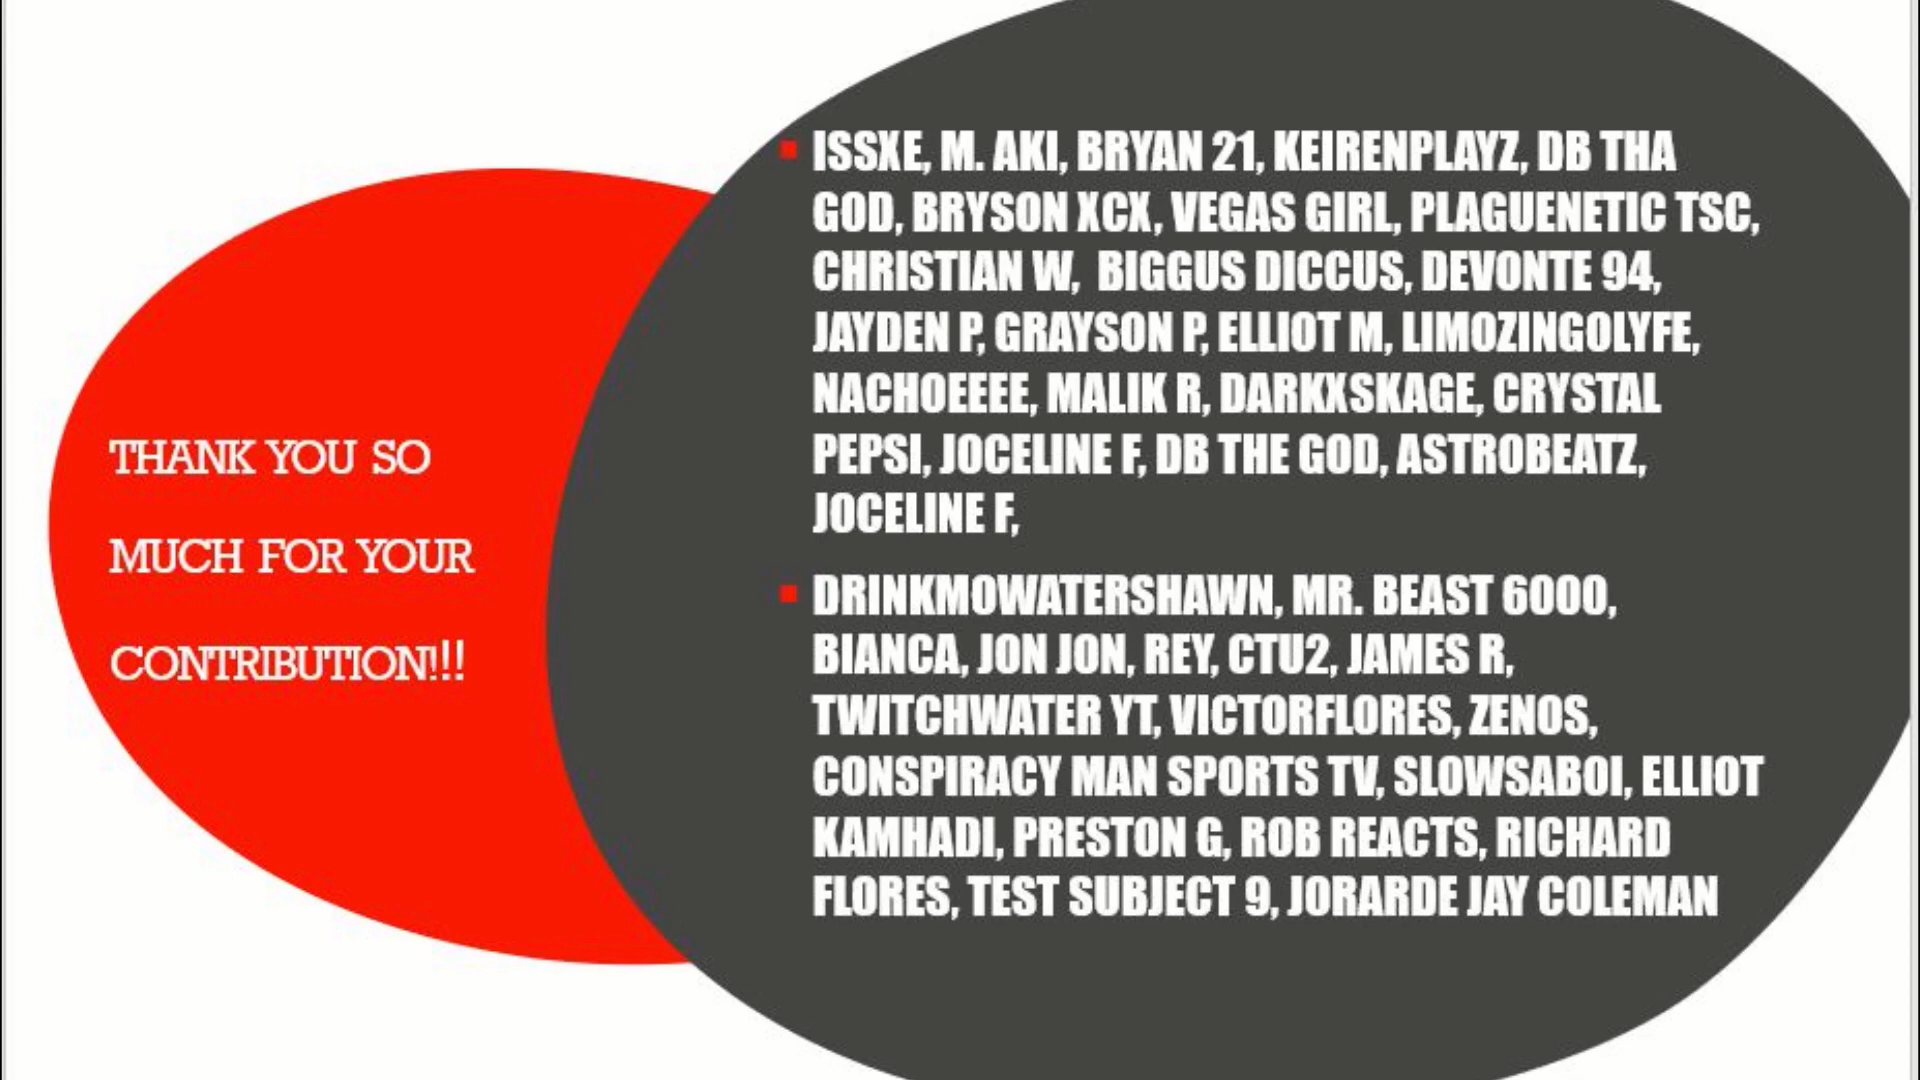 THANK YOU SO
MUCH FOR YOUR
CONTRIBUTION!!!
ISSXE, M. AKI, BRYAN 21, KEIRENPLAYZ, DB THA
GOD, BRYSON XCX, VEGAS GIRL, PLAGUENETIC TSC,
CHRISTIAN W,  BIGGUS DICCUS, DEVONTE 94,
JAYDEN P, GRAYSON P, ELLIOT M, LIMOZINGOLYFE,
NACHOEEEE, MALIK R, DARKXSKAGE, CRYSTAL
PEPSI, JOCELINE F, DB THE GOD, ASTROBEATZ,
JOCELINE F,
DRINKMOWATERSHAWN, MR. BEAST 6000,
BIANCA, JON JON, REY, CTU2, JAMES R,
TWITCHWATER YT, VICTORFLORES, ZENOS,
CONSPIRACY MAN SPORTS TV, SLOWSABOI, ELLIOT
KAMHADI, PRESTON G, ROB REACTS, RICHARD
FLORES, TEST SUBJECT 9, JORARDE JAY COLEMAN